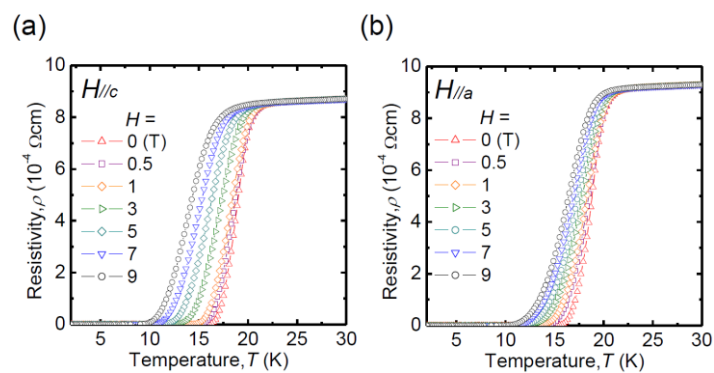 (a)
(b)
10
8
6
4
2
0
Resistivity,ρ (10⁻⁴ Ωcm)
H//c
H =
0 (T)
0.5
1
3
5
7
9
5 10 15 20 25 30
Temperature,T (K)
10
8
6
4
2
0
Resistivity,ρ (10⁻⁴ Ωcm)
H//a
H =
0 (T)
0.5
1
3
5
7
9
5 10 15 20 25 30
Temperature,T (K)